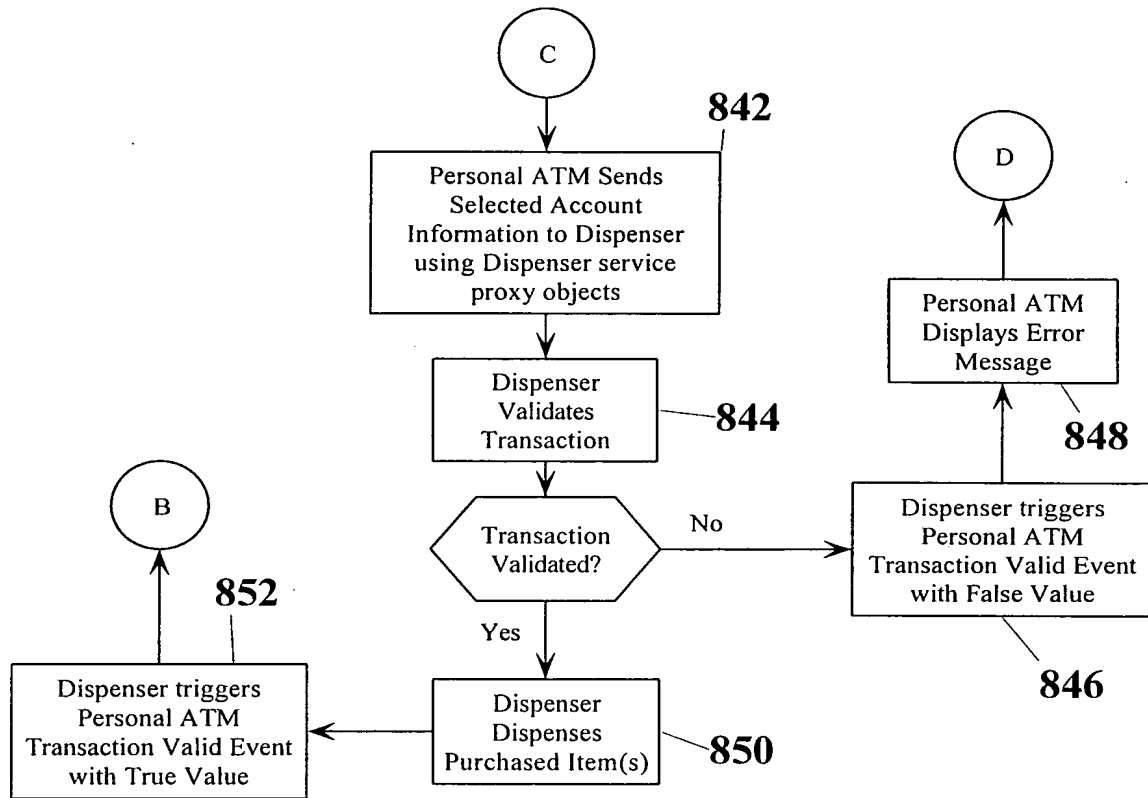 C
842
Personal ATM Sends
Selected Account
Information to Dispenser
using Dispenser service
proxy objects
D
Personal ATM
Displays Error
Message
848
Dispenser
Validates
Transaction
844
B
Transaction
Validated?
No
Yes
Dispenser triggers
Personal ATM
Transaction Valid Event
with False Value
846
852
Dispenser triggers
Personal ATM
Transaction Valid Event
with True Value
Dispenser
Dispenses
Purchased Item(s)
850